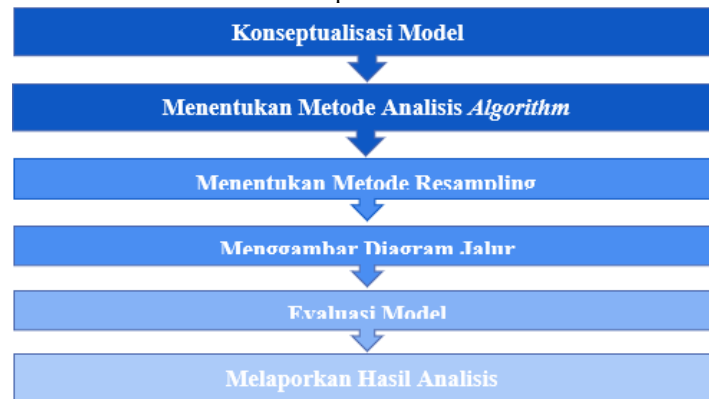 Konseptualisasi Model
Menentukan Metode Analisis Algorithm
Menentukan Metode Resampling
Menggambar Diagram Jalur
Evaluasi Model
Melaporkan Hasil Analisis